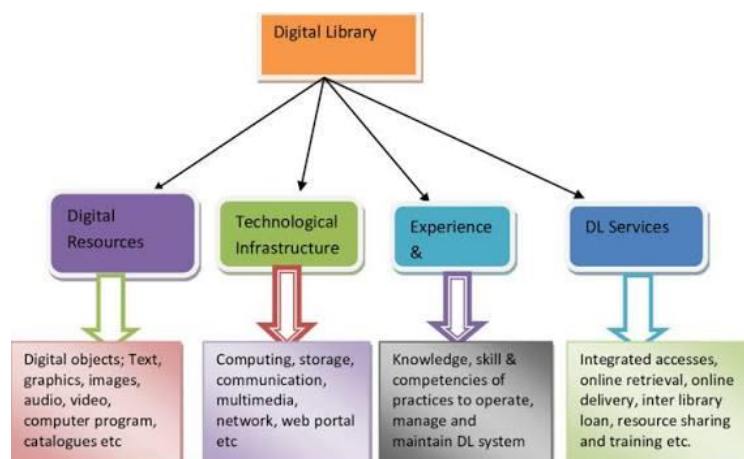 Digital Library
Digital
Resources
Technological
Infrastructure
Experience
&
DL Services
Digital objects; Text,
graphics, images,
audio, video,
computer program,
catalogues etc
Computing, storage,
communication,
multimedia,
network, web portal
etc
Knowledge, skill &
competencies of
practices to operate,
manage and
maintain DL system
Integrated accesses,
online retrieval, online
delivery, inter library
loan, resource sharing
and training etc.